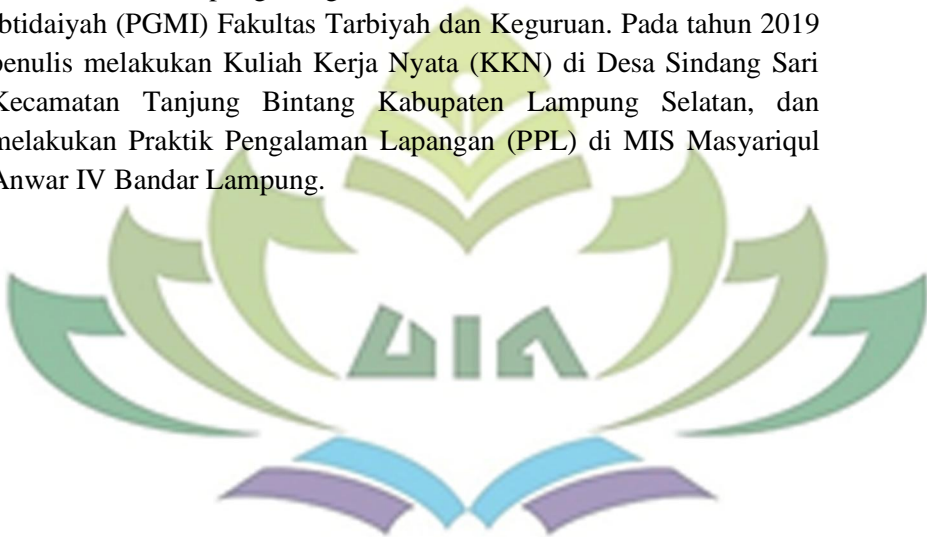 btidaiyah (PGMI) Fakultas Tarbiyah dan Keguruan. Pada tahun 2019
penulis melakukan Kuliah Kerja Nyata (KKN) di Desa Sindang Sari
Kecamatan Tanjung Bintang Kabupaten Lampung Selatan, dan
melakukan Praktik Pengalaman Lapangan (PPL) di MIS Masyariqul
Anwar IV Bandar Lampung.
UIN